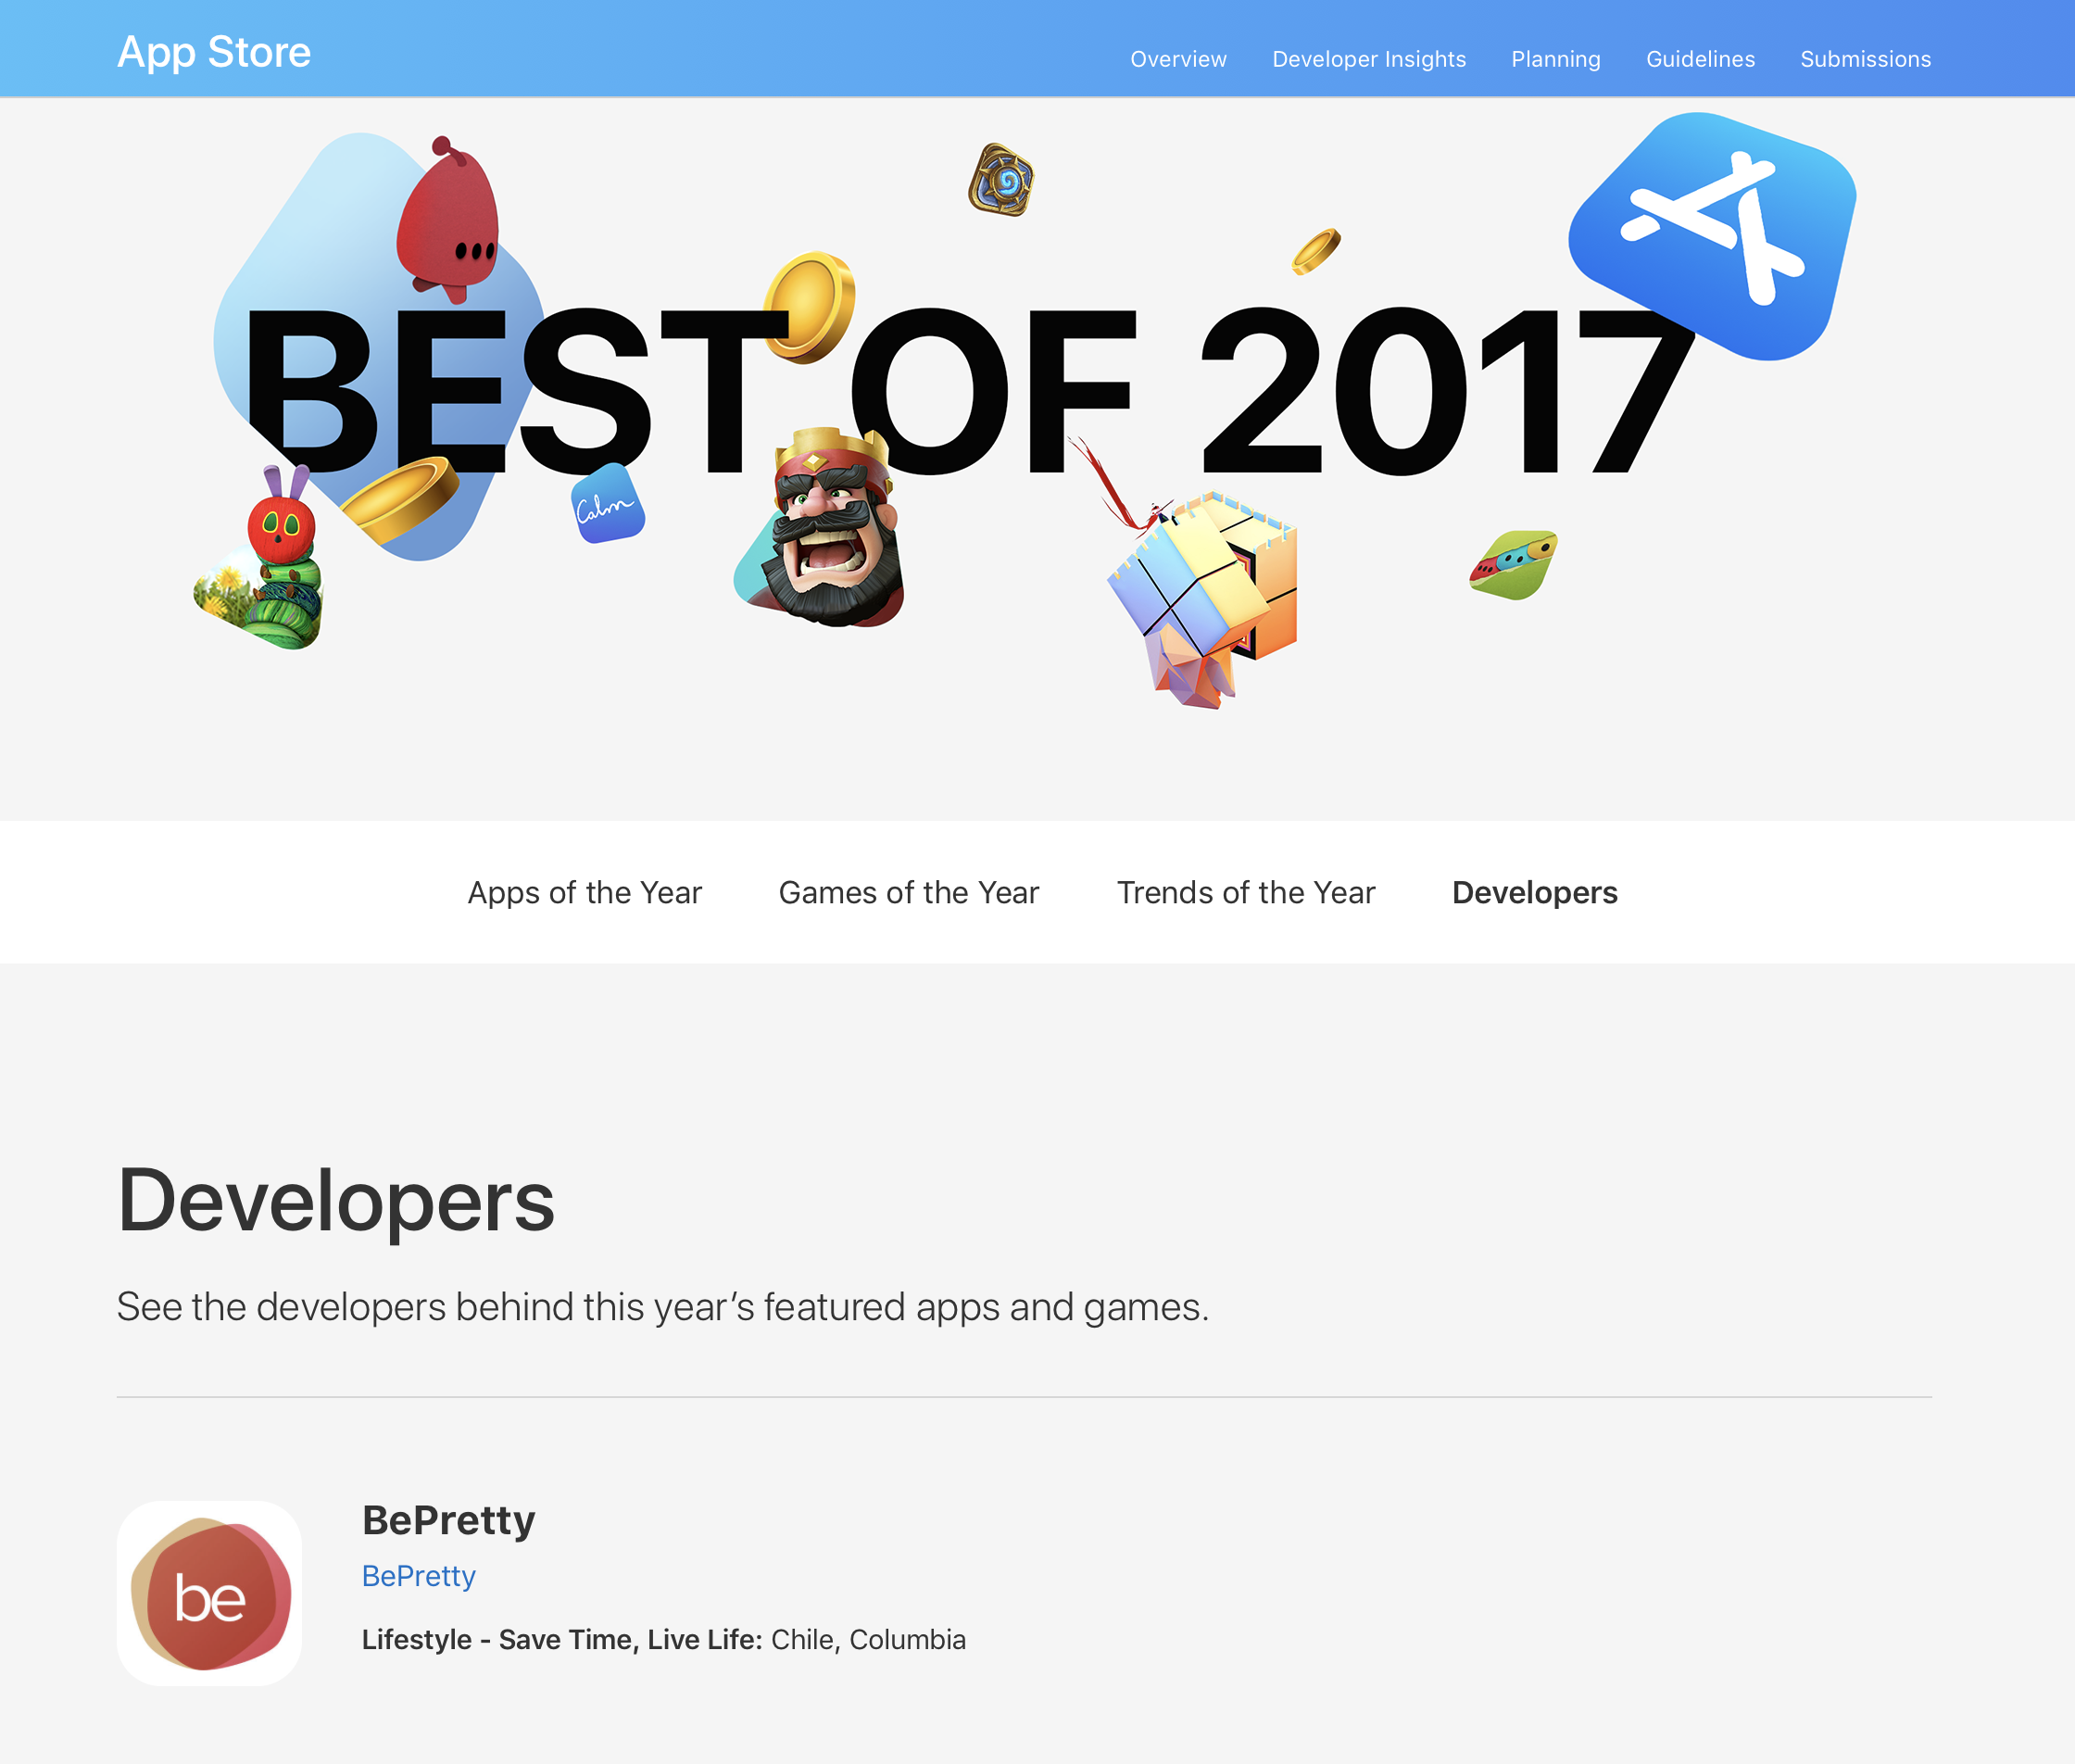 App Store
Overview
Developer Insights
Planning
Guidelines
Submissions
BEST OF 2017
Calm
Apps of the Year
Games of the Year
Trends of the Year
Developers
Developers
See the developers behind this year’s featured apps and games.
be
BePretty
BePretty
Lifestyle - Save Time, Live Life: Chile, Columbia